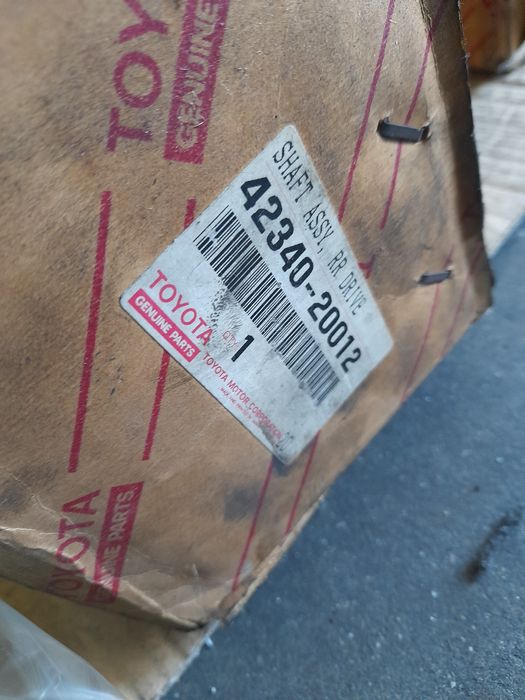 TOYOTA
GENUINE
SHAFT ASSY, RR DRIVE
42340-20012
TOYOTA
GENUINE PARTS
QTY
1
TOYOTA MOTOR CORPORATION
TOYOTA
GENUINE PARTS